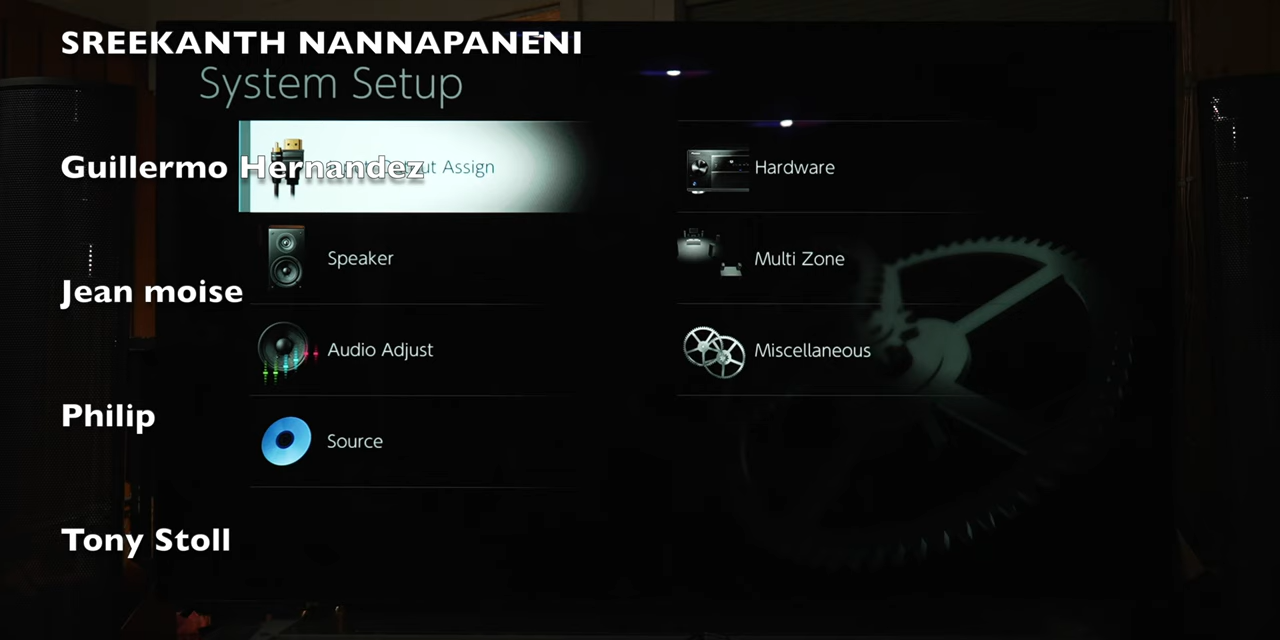 SREEKANTH NANNAPANENI
System Setup
Guillermo Hernandez
Assign
Hardware
Speaker
Multi Zone
Jean moise
Audio Adjust
Miscellaneous
Philip
Source
Tony Stoll